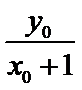 y₀
x₀ + 1